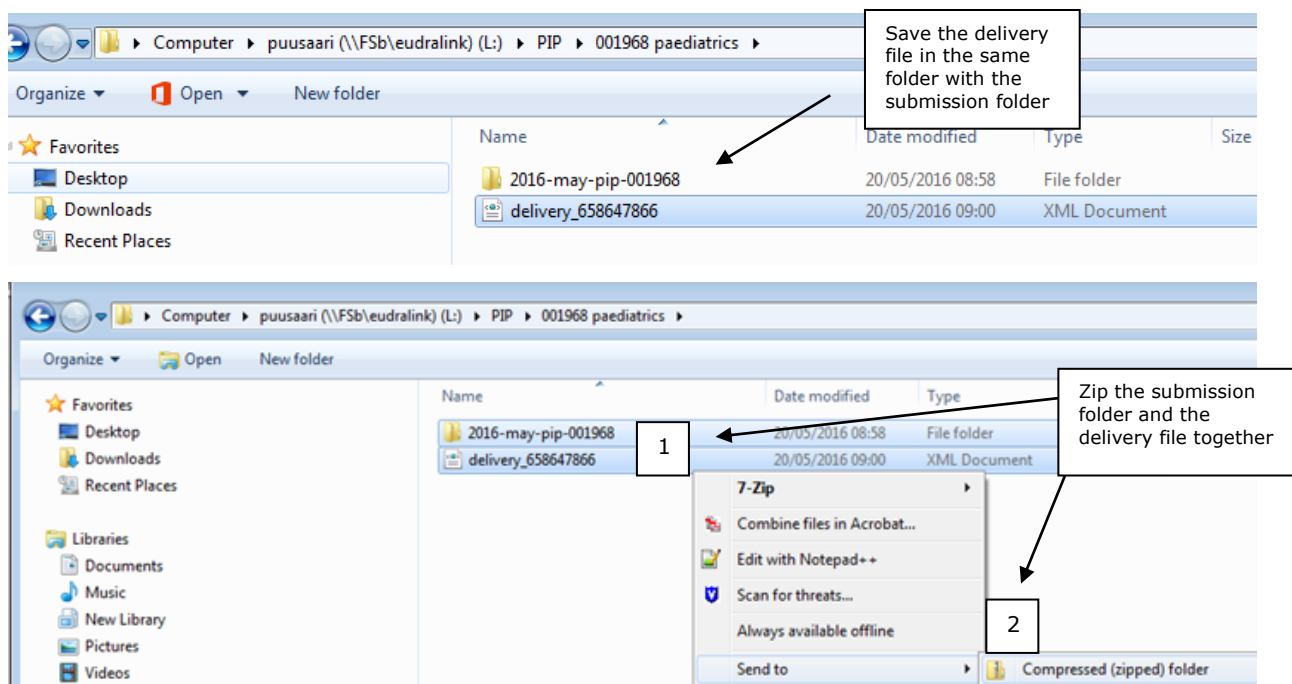 Computer ▸ puusaari (\\FSb\eudralink) (L:) ▸ PIP ▸ 001968 paediatrics ▸
Save the delivery
file in the same
folder with the
submission folder
Organize Open New folder
Name Date modified Type Size
Favorites
Desktop
Downloads
Recent Places
2016-may-pip-001968 20/05/2016 08:58 File folder
delivery_658647866 20/05/2016 09:00 XML Document
Computer ▸ puusaari (\\FSb\eudralink) (L:) ▸ PIP ▸ 001968 paediatrics ▸
Organize Open New folder
Name Date modified Type
Zip the submission
folder and the
delivery file together
Favorites
Desktop
Downloads
Recent Places
Libraries
Documents
Music
New Library
Pictures
Videos
2016-may-pip-001968 20/05/2016 08:58 File folder
delivery_658647866 20/05/2016 09:00 XML Document
1
7-Zip
Combine files in Acrobat...
Edit with Notepad++
Scan for threats...
Always available offline
2
Send to Compressed (zipped) folder